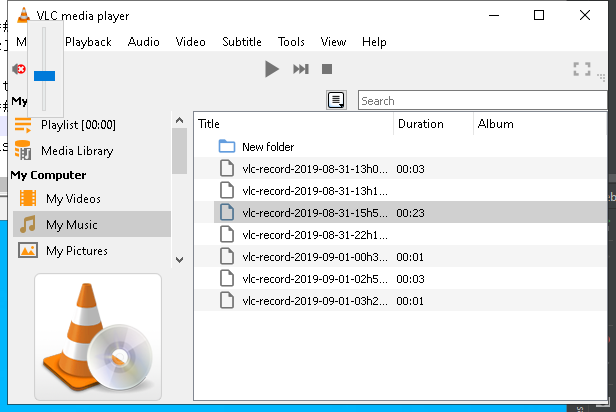 VLC media player
Playback Audio Video Subtitle Tools View Help
Search
Playlist [00:00]
Media Library
My Computer
My Videos
My Music
My Pictures
Title Duration Album
New folder
vlc-record-2019-08-31-13h0... 00:03
vlc-record-2019-08-31-13h1...
vlc-record-2019-08-31-15h5... 00:23
vlc-record-2019-08-31-22h1...
vlc-record-2019-09-01-00h3... 00:01
vlc-record-2019-09-01-02h5... 00:03
vlc-record-2019-09-01-03h2... 00:01